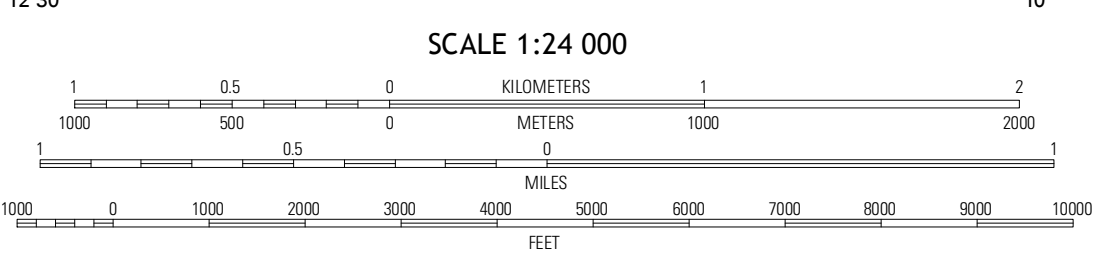 12'30" 10'
SCALE 1:24 000
1 0.5 0 KILOMETERS 1 2
1000 500 0 METERS 1000 2000
1 0.5 0 1
MILES
1000 0 1000 2000 3000 4000 5000 6000 7000 8000 9000 10000
FEET